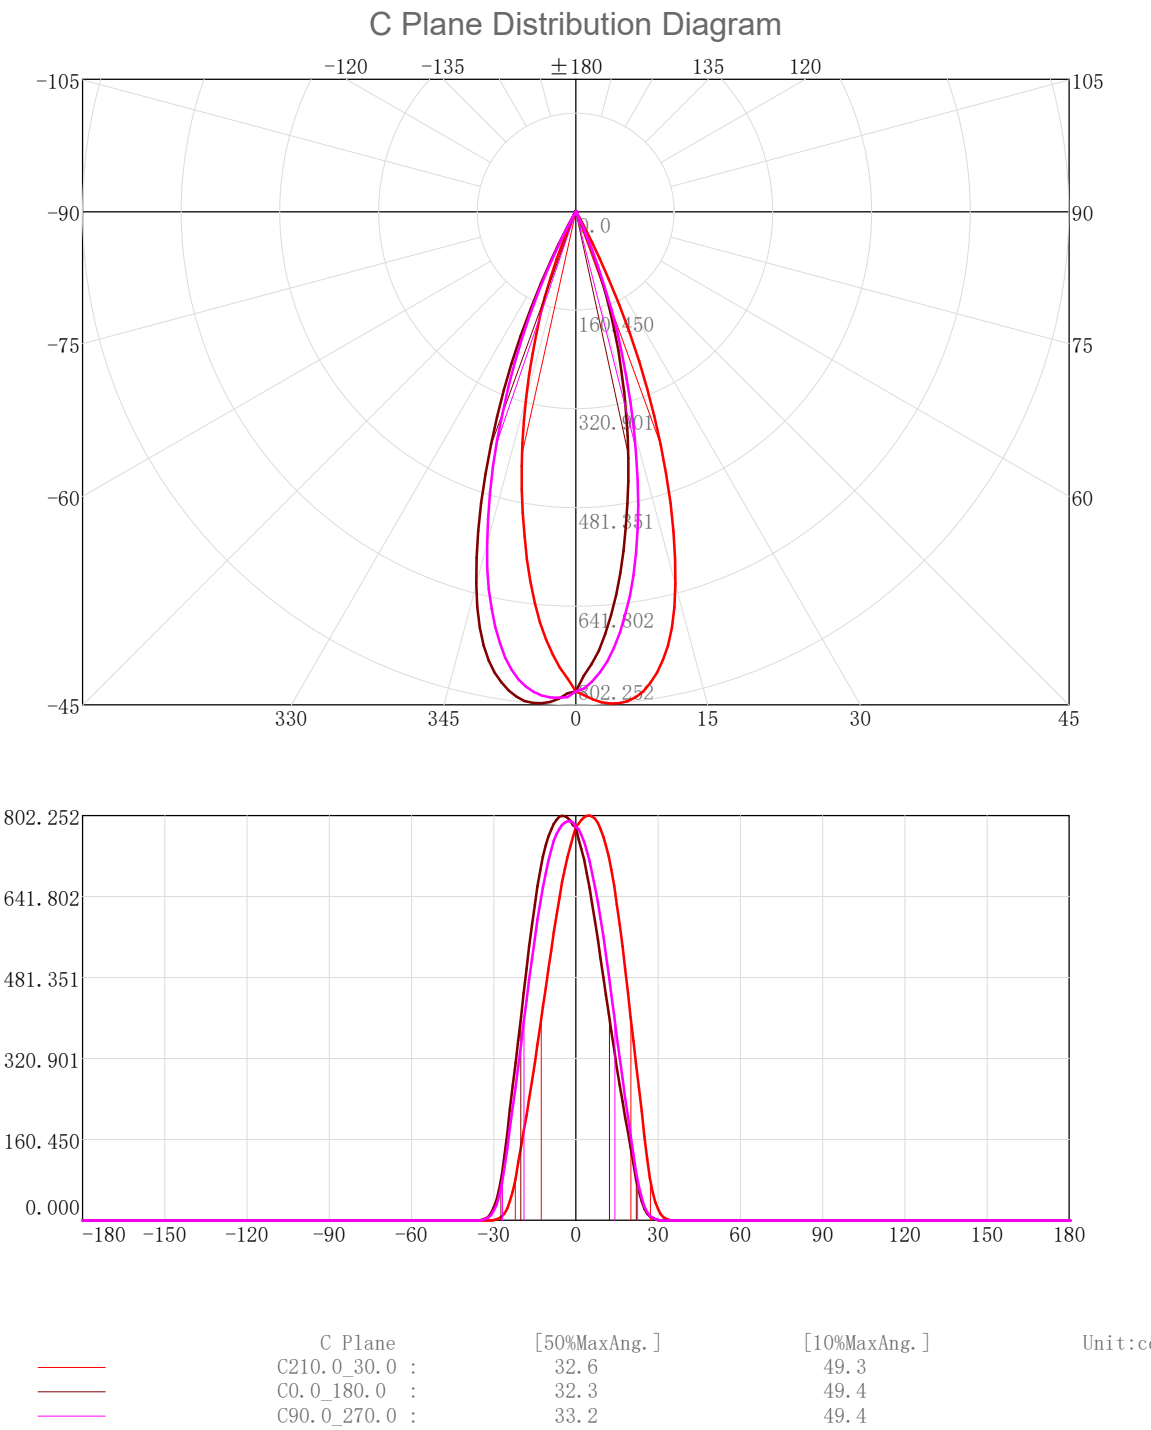 C Plane Distribution Diagram
-120 -135 ±180 135 120
-105 105
-90 90
0.0
160.450
-75 75
320.901
-60 60
481.351
641.802
802.252
-45
330 345 0 15 30 45
802.252
641.802
481.351
320.901
160.450
0.000
-180 -150 -120 -90 -60 -30 0 30 60 90 120 150 180
C Plane [50%MaxAng.] [10%MaxAng.] Unit:c
C210.0_30.0 : 32.6 49.3
C0.0_180.0 : 32.3 49.4
C90.0_270.0 : 33.2 49.4